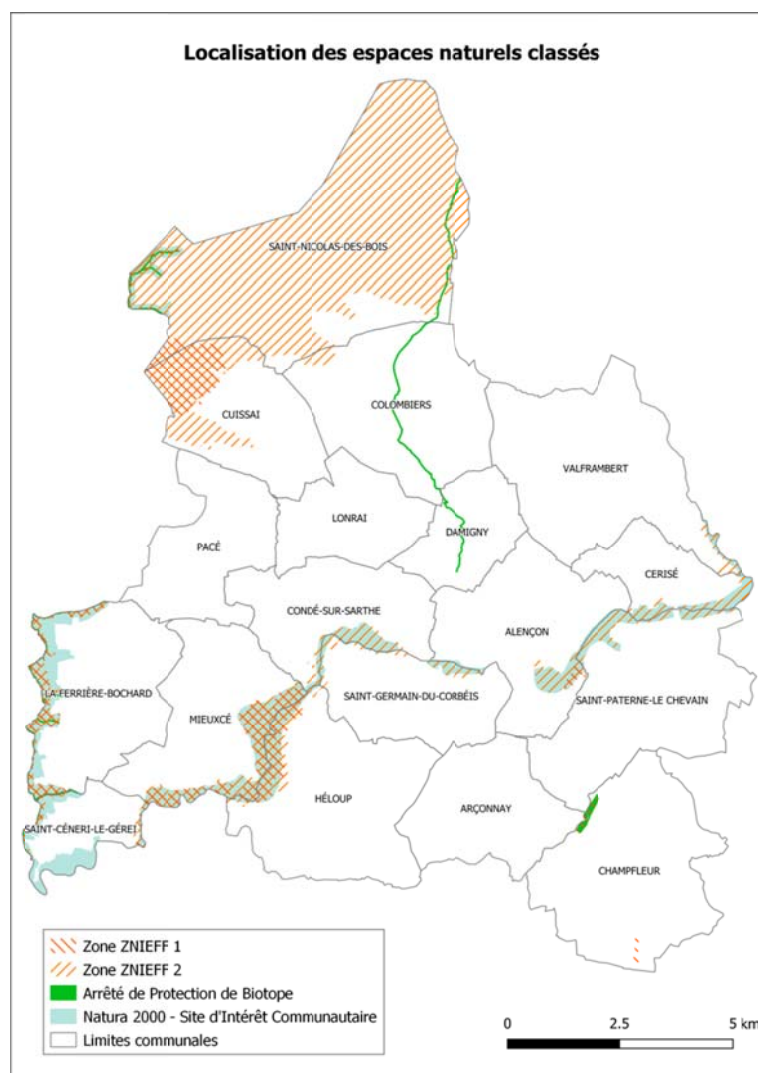 Localisation des espaces naturels classés
SAINT-NICOLAS-DES-BOIS
COLOMBIERS
CUISSAI
VALFRAMBERT
LONRAI
DAMIGNY
PACÉ
CERISÉ
CONDÉ-SUR-SARTHE
ALENÇON
LA FERRIÈRE-BOCHARD
SAINT-GERMAIN-DU-CORBÉIS
SAINT-PATERNE-LE CHEVAIN
MIEUXCÉ
HÉLOUP
ARÇONNAY
SAINT-CÉNERI-LE-GÉREI
CHAMPFLEUR
Zone ZNIEFF 1
Zone ZNIEFF 2
Arrêté de Protection de Biotope
Natura 2000 - Site d'Intérêt Communautaire
Limites communales
0 2.5 5 km